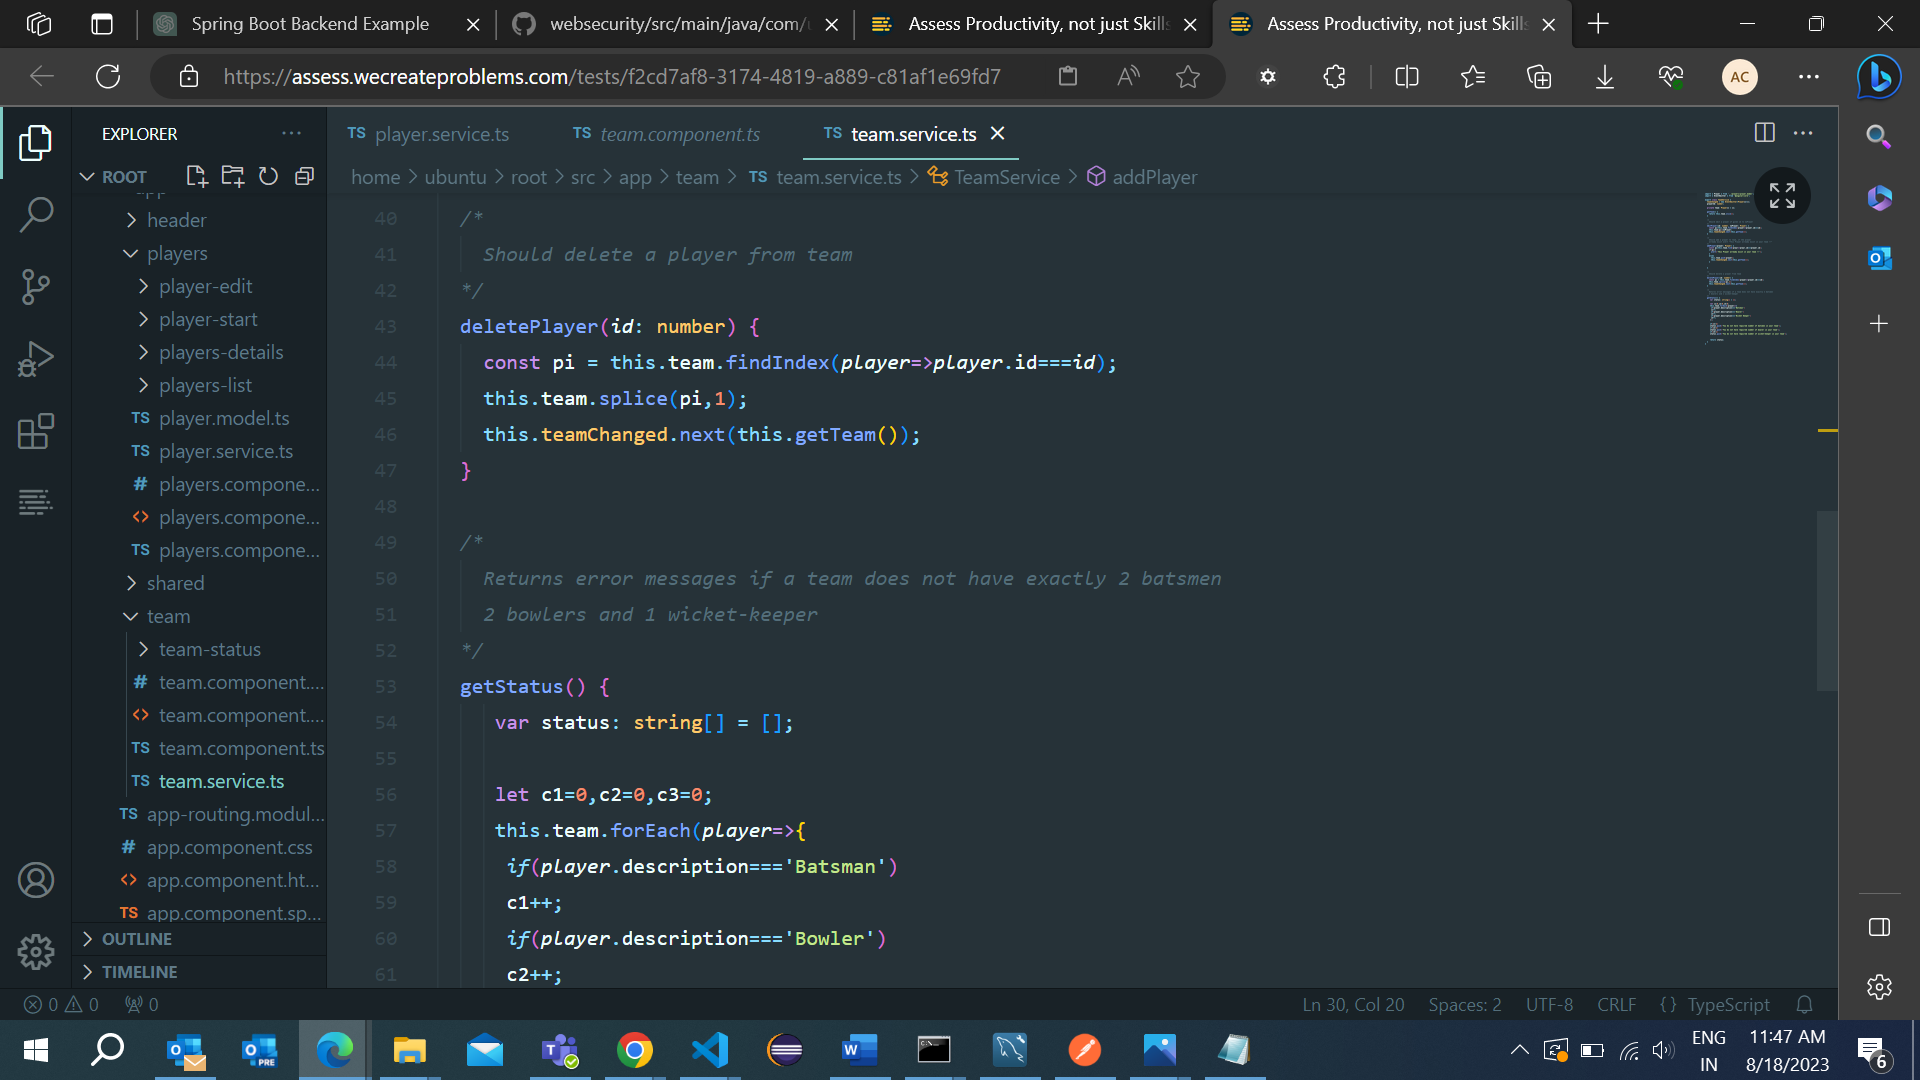 Spring Boot Backend Example
websecurity/src/main/java/com/u
Assess Productivity, not just Skills
Assess Productivity, not just Skills
https://assess.wecreateproblems.com/tests/f2cd7af8-3174-4819-a889-c81af1e69fd7
AC
EXPLORER
TS player.service.ts
TS team.component.ts
TS team.service.ts
ROOT
home > ubuntu > root > src > app > team > TS team.service.ts > TeamService > addPlayer
app
header
players
player-edit
player-start
players-details
players-list
TS player.model.ts
TS player.service.ts
# players.compone...
<> players.compone...
TS players.compone...
shared
team
team-status
# team.component....
<> team.component....
TS team.component.ts
TS team.service.ts
TS app-routing.modul...
# app.component.css
<> app.component.ht...
TS app.component.sp...
OUTLINE
TIMELINE
40 /*
41 Should delete a player from team
42 */
43 deletePlayer(id: number) {
44 const pi = this.team.findIndex(player=>player.id===id);
45 this.team.splice(pi,1);
46 this.teamChanged.next(this.getTeam());
47 }
48
49 /*
50 Returns error messages if a team does not have exactly 2 batsmen
51 2 bowlers and 1 wicket-keeper
52 */
53 getStatus() {
54 var status: string[] = [];
55
56 let c1=0,c2=0,c3=0;
57 this.team.forEach(player=>{
58 if(player.description==='Batsman')
59 c1++;
60 if(player.description==='Bowler')
61 c2++;
0 0 0
Ln 30, Col 20
Spaces: 2
UTF-8
CRLF
{ } TypeScript
PRE
ENG
IN
11:47 AM
8/18/2023
6